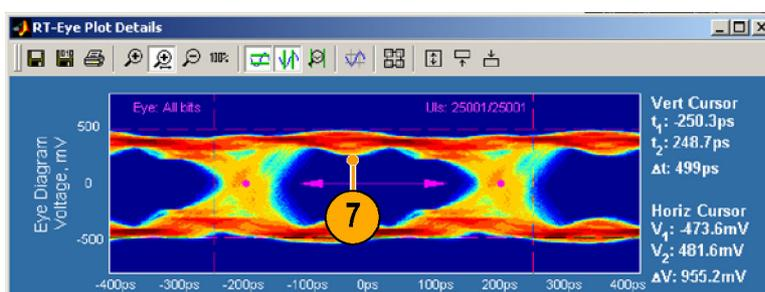 RT-Eye Plot Details
100%
Eye: All bits
UIs: 25001/25001
Eye Diagram
Voltage, mV
500
0
-500
-400ps -300ps -200ps -100ps 0ps 100ps 200ps 300ps 400ps
7
Vert Cursor
t1: -250.3ps
t2: 248.7ps
Δt: 499ps
Horiz Cursor
V1: -473.6mV
V2: 481.6mV
ΔV: 955.2mV